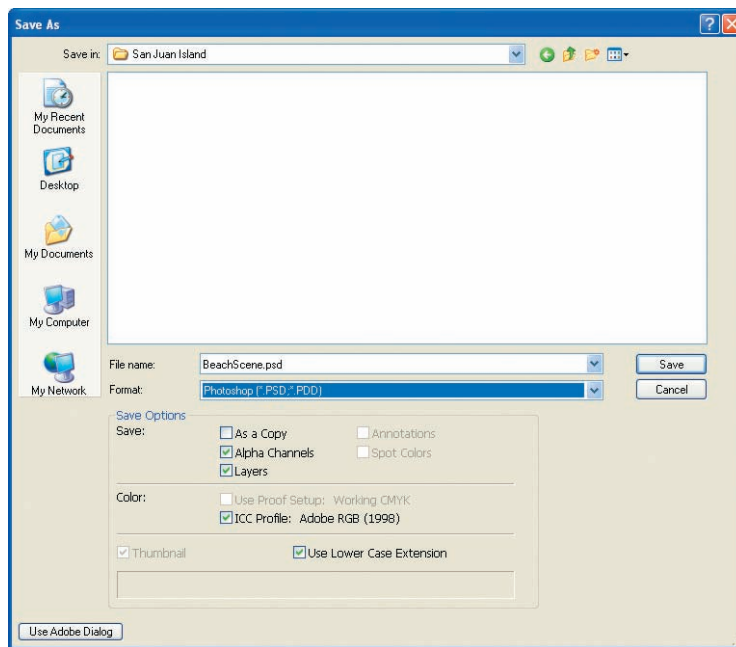 Save As
Save in: San Juan Island
My Recent
Documents
Desktop
My Documents
My Computer
My Network
File name: BeachScene.psd Save
Format: Photoshop (*.PSD;*.PDD) Cancel
Save Options
Save: As a Copy Annotations
Alpha Channels Spot Colors
Layers
Color: Use Proof Setup: Working CMYK
ICC Profile: Adobe RGB (1998)
Thumbnail Use Lower Case Extension
Use Adobe Dialog